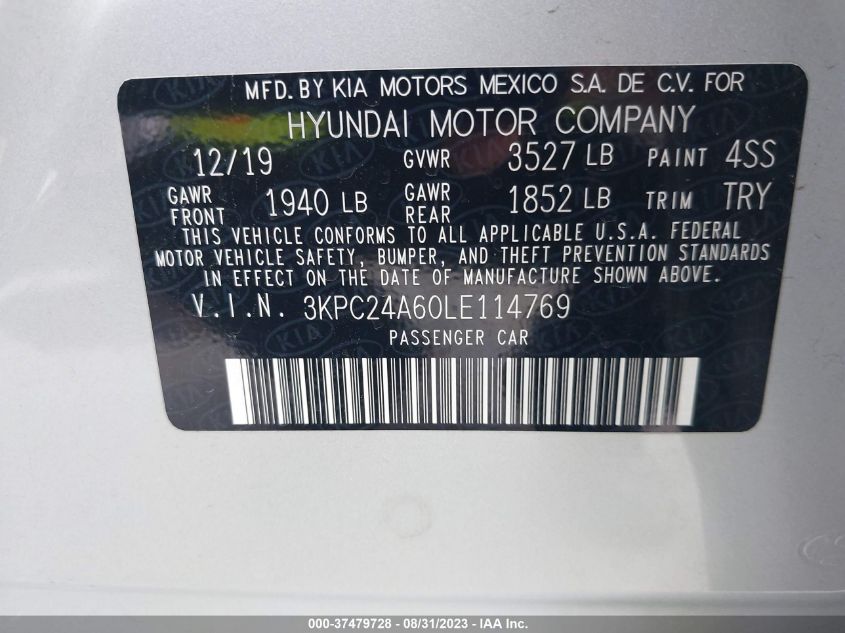 MFD. BY KIA MOTORS MEXICO S.A. DE C.V. FOR
HYUNDAI MOTOR COMPANY
12/19 GVWR 3527 LB PAINT 4SS
GAWR FRONT 1940 LB GAWR REAR 1852 LB TRIM TRY
THIS VEHICLE CONFORMS TO ALL APPLICABLE U.S.A. FEDERAL
MOTOR VEHICLE SAFETY, BUMPER, AND THEFT PREVENTION STANDARDS
IN EFFECT ON THE DATE OF MANUFACTURE SHOWN ABOVE.
V.I.N. 3KPC24A60LE114769
PASSENGER CAR
000-37479728 - 08/31/2023 - IAA Inc.